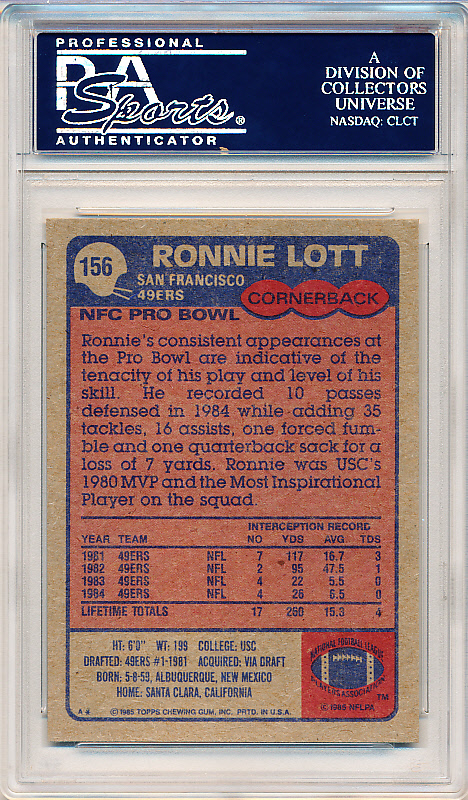 PROFESSIONAL
PSA
Sports®
AUTHENTICATOR
A
DIVISION OF
COLLECTORS
UNIVERSE
NASDAQ: CLCT
156
RONNIE LOTT
SAN FRANCISCO
49ERS
CORNERBACK
NFC PRO BOWL
Ronnie's consistent appearances at
the Pro Bowl are indicative of the
tenacity of his play and level of his
skill. He recorded 10 passes
defensed in 1984 while adding 35
tackles, 16 assists, one forced fum-
ble and one quarterback sack for a
loss of 7 yards. Ronnie was USC's
1980 MVP and the Most Inspirational
Player on the squad.
INTERCEPTION RECORD
YEAR TEAM NO YDS AVG. TDS
1981 49ERS NFL 7 117 16.7 3
1982 49ERS NFL 2 95 47.5 1
1983 49ERS NFL 4 22 5.5 0
1984 49ERS NFL 4 26 6.5 0
LIFETIME TOTALS 17 260 15.3 4
HT: 6'0" WT: 199 COLLEGE: USC
DRAFTED: 49ERS #1-1981 ACQUIRED: VIA DRAFT
BORN: 5-8-59, ALBUQUERQUE, NEW MEXICO
HOME: SANTA CLARA, CALIFORNIA
A* ©1985 TOPPS CHEWING GUM, INC. PRTD. IN U.S.A.
NATIONAL FOOTBALL LEAGUE
PLAYERS ASSOCIATION
TM
© 1985 NFLPA